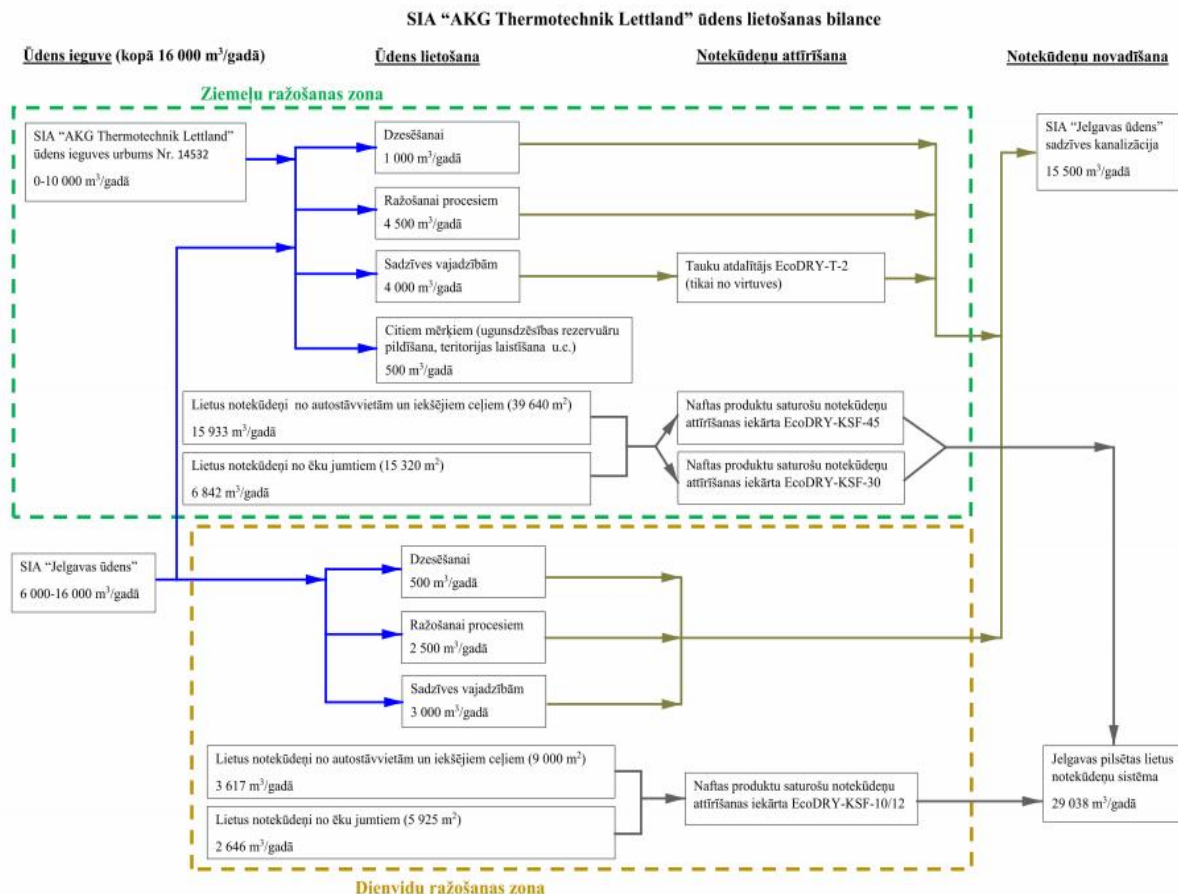 SIA “AKG Thermotechnik Lettland” ūdens lietošanas bilance
Ūdens ieguve (kopā 16 000 m³/gadā)
Ūdens lietošana
Notekūdeņu attīrīšana
Notekūdeņu novadīšana
Ziemeļu ražošanas zona
SIA “AKG Thermotechnik Lettland”
ūdens ieguves urbums Nr. 14532
0-10 000 m³/gadā
Dzesēšanai
1 000 m³/gadā
SIA “Jelgavas ūdens”
sadzīves kanalizācija
15 500 m³/gadā
Ražošanai procesiem
4 500 m³/gadā
Sadzīves vajadzībām
4 000 m³/gadā
Tauku atdalītājs EcoDRY-T-2
(tikai no virtuves)
Citiem mērķiem (ugunsdzēsības rezervuāru
pildīšana, teritorijas laistīšana u.c.)
500 m³/gadā
Lietus notekūdeņi no autostāvvietām un iekšējiem ceļiem (39 640 m²)
15 933 m³/gadā
Naftas produktu saturošu notekūdeņu
attīrīšanas iekārta EcoDRY-KSF-45
Lietus notekūdeņi no ēku jumtiem (15 320 m²)
6 842 m³/gadā
Naftas produktu saturošu notekūdeņu
attīrīšanas iekārta EcoDRY-KSF-30
SIA “Jelgavas ūdens”
6 000-16 000 m³/gadā
Dzesēšanai
500 m³/gadā
Ražošanai procesiem
2 500 m³/gadā
Sadzīves vajadzībām
3 000 m³/gadā
Lietus notekūdeņi no autostāvvietām un iekšējiem ceļiem (9 000 m²)
3 617 m³/gadā
Lietus notekūdeņi no ēku jumtiem (5 925 m²)
2 646 m³/gadā
Naftas produktu saturošu notekūdeņu
attīrīšanas iekārta EcoDRY-KSF-10/12
Jelgavas pilsētas lietus
notekūdeņu sistēma
29 038 m³/gadā
Dienvidu ražošanas zona